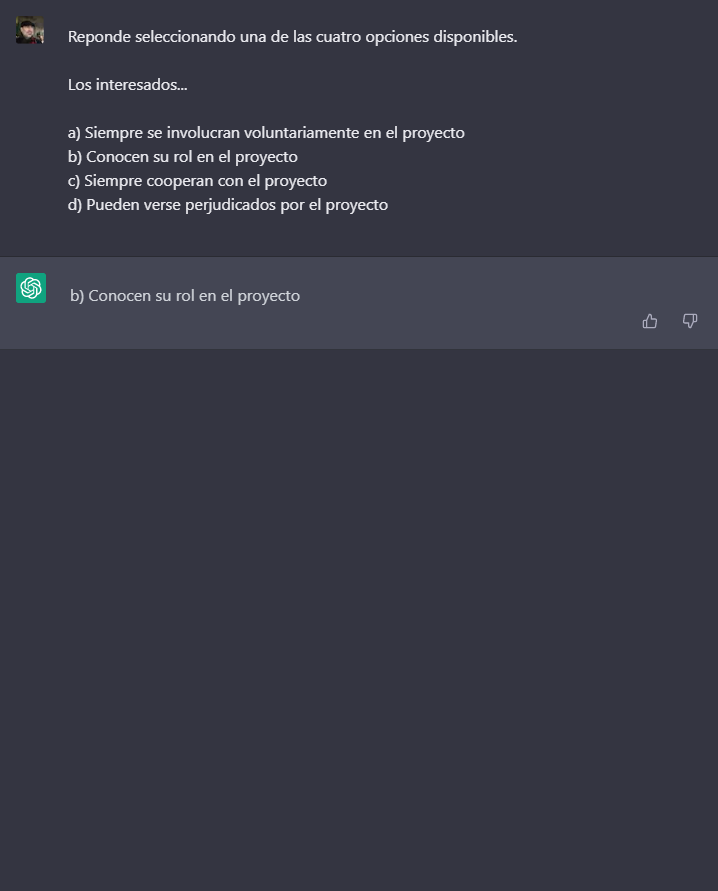 Reponde seleccionando una de las cuatro opciones disponibles.
Los interesados...
a) Siempre se involucran voluntariamente en el proyecto
b) Conocen su rol en el proyecto
c) Siempre cooperan con el proyecto
d) Pueden verse perjudicados por el proyecto
b) Conocen su rol en el proyecto